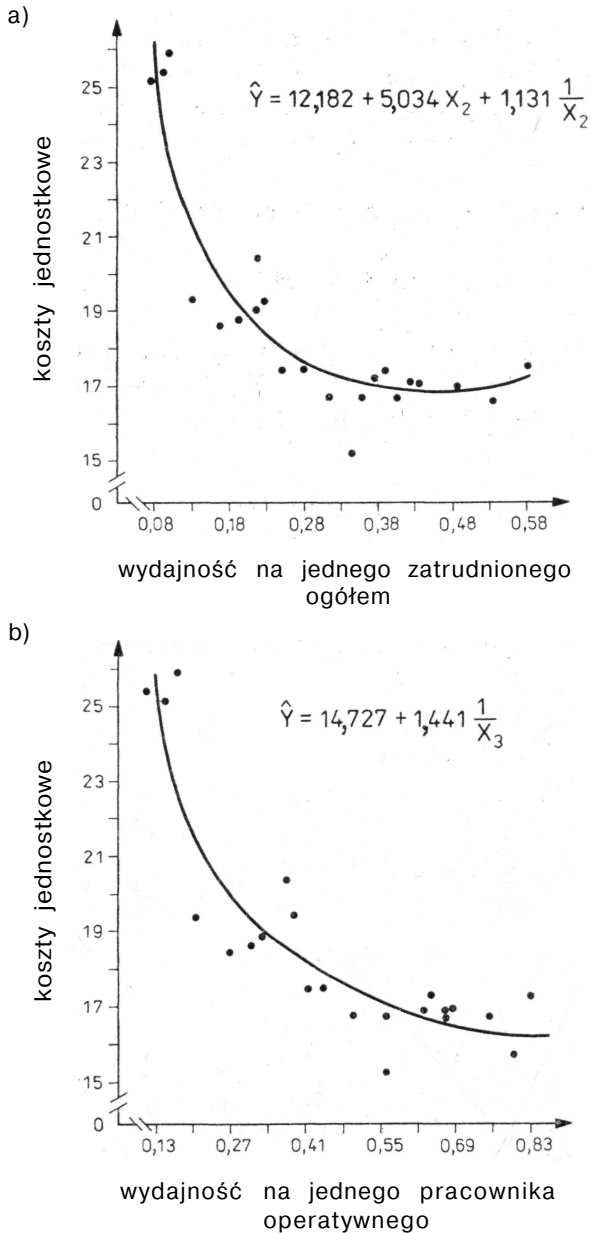 a)
koszty jednostkowe
25
23
21
19
17
15
0
Ŷ = 12,182 + 5,034 X₂ + 1,131 1/X₂
0,08 0,18 0,28 0,38 0,48 0,58
wydajność na jednego zatrudnionego
ogółem
b)
koszty jednostkowe
25
23
21
19
17
15
0
Ŷ = 14,727 + 1,441 1/X₃
0,13 0,27 0,41 0,55 0,69 0,83
wydajność na jednego pracownika
operatywnego